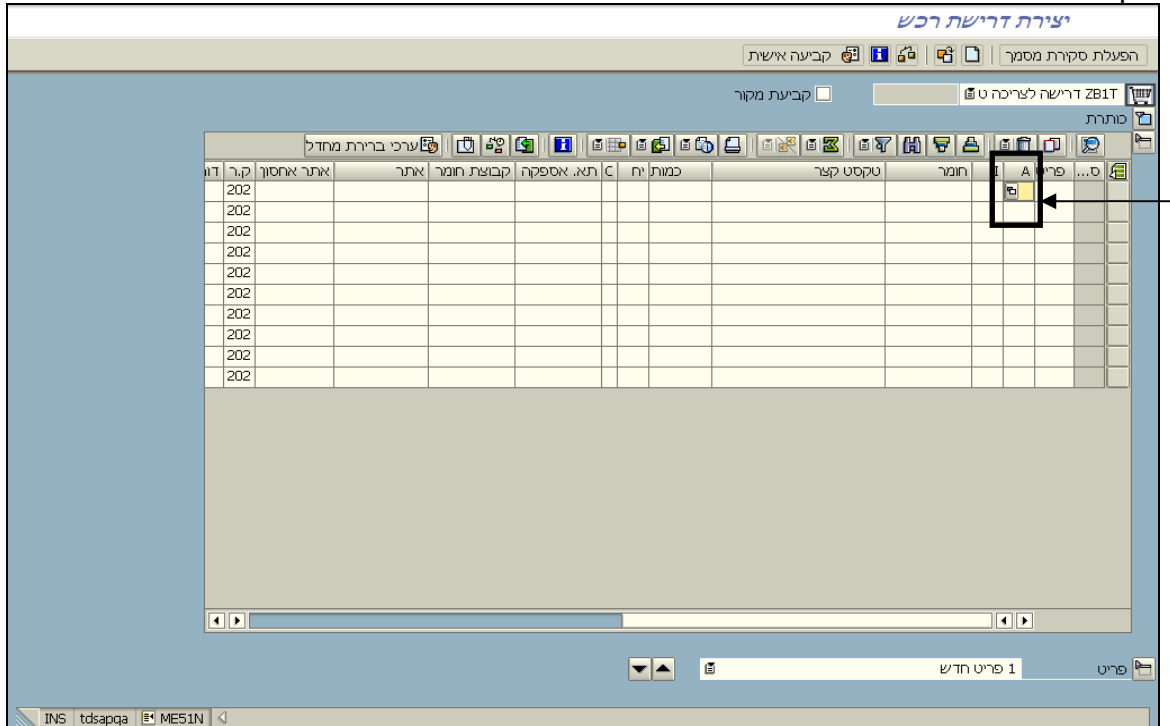 יצירת דרישת רכש
הפעלת סקירת מסמך קביעה אישית
ZB1T דרישה לצריכה ט קביעת מקור
כותרת
ערכי ברירת מחדל
ס... פריט A I חומר טקסט קצר כמות יח C תא. אספקה קבוצת חומר אתר אתר אחסון ק.ר
202
202
202
202
202
202
202
202
202
202
פריט 1 פריט חדש
INS tdsapqa ME51N